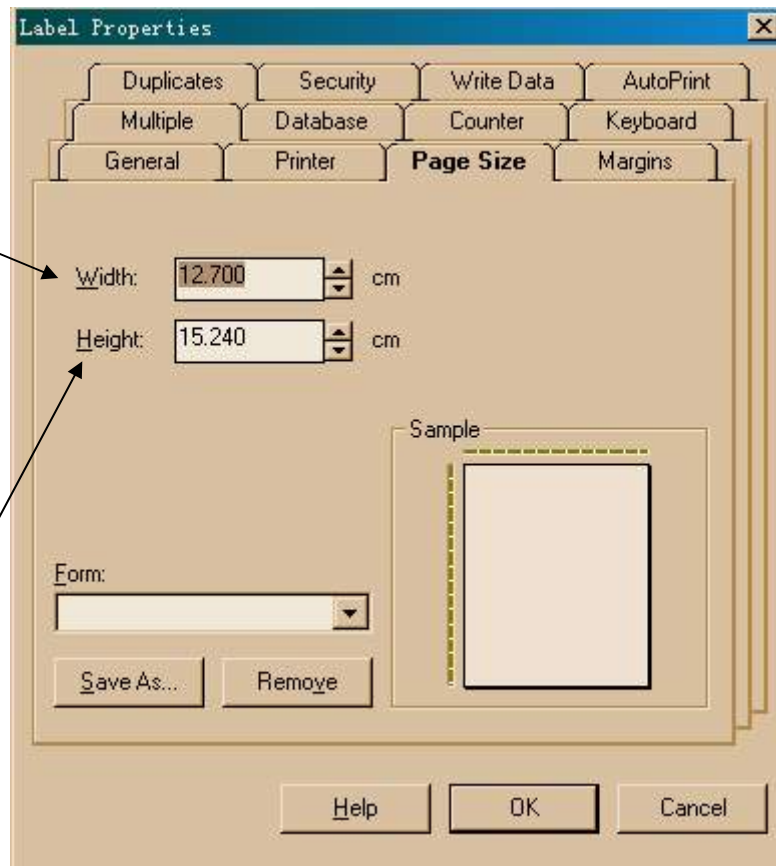 Label Properties
Duplicates Security Write Data AutoPrint
Multiple Database Counter Keyboard
General Printer Page Size Margins
Width: 12.700 cm
Height: 15.240 cm
Sample
Form:
Save As... Remove
Help OK Cancel